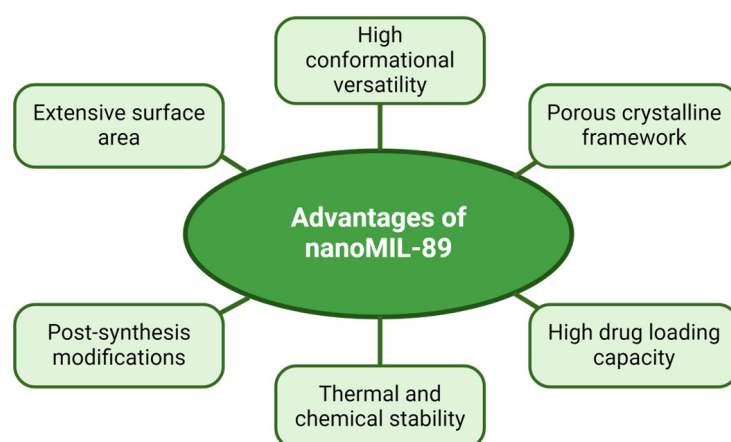 High
conformational
versatility
Extensive surface
area
Porous crystalline
framework
Advantages of
nanoMIL-89
Post-synthesis
modifications
High drug loading
capacity
Thermal and
chemical stability